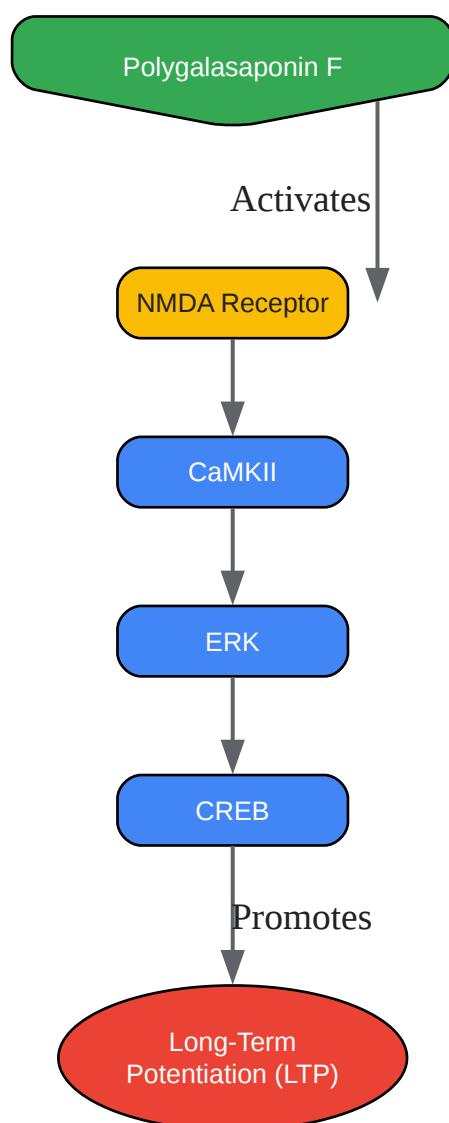 Polygalasaponin F
Activates
NMDA Receptor
CaMKII
ERK
CREB
Promotes
Long-Term
Potentiation (LTP)